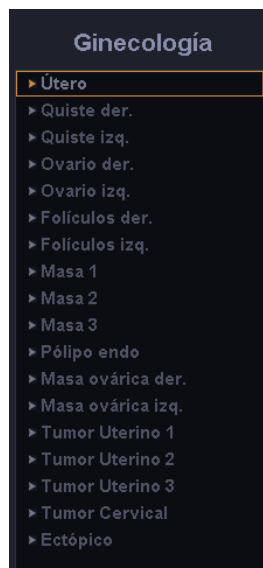 Ginecología
Útero
Quiste der.
Quiste izq.
Ovario der.
Ovario izq.
Folículos der.
Folículos izq.
Masa 1
Masa 2
Masa 3
Pólipo endo
Masa ovárica der.
Masa ovárica izq.
Tumor Uterino 1
Tumor Uterino 2
Tumor Uterino 3
Tumor Cervical
Ectópico